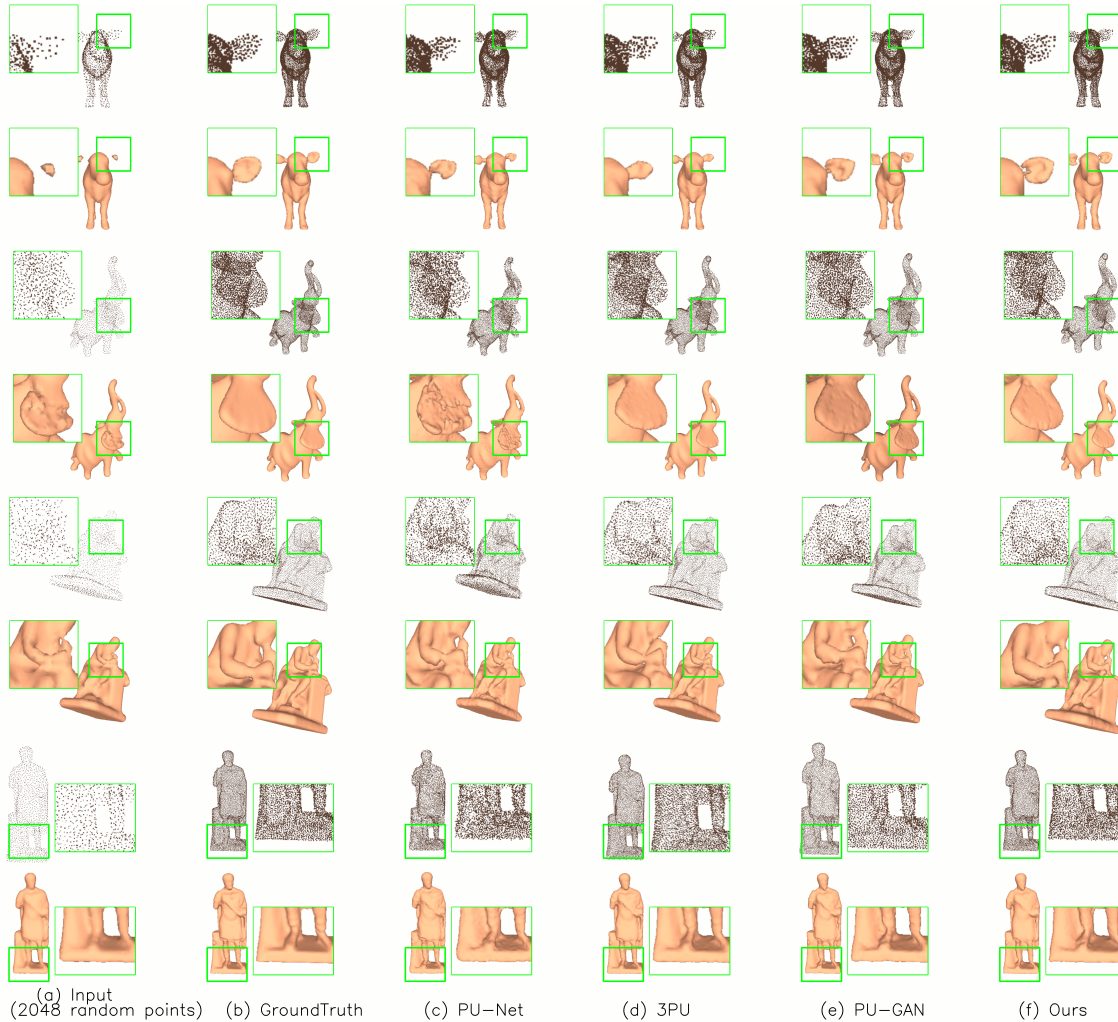 (a) Input
(2048 random points)
(b) GroundTruth
(c) PU-Net
(d) 3PU
(e) PU-GAN
(f) Ours